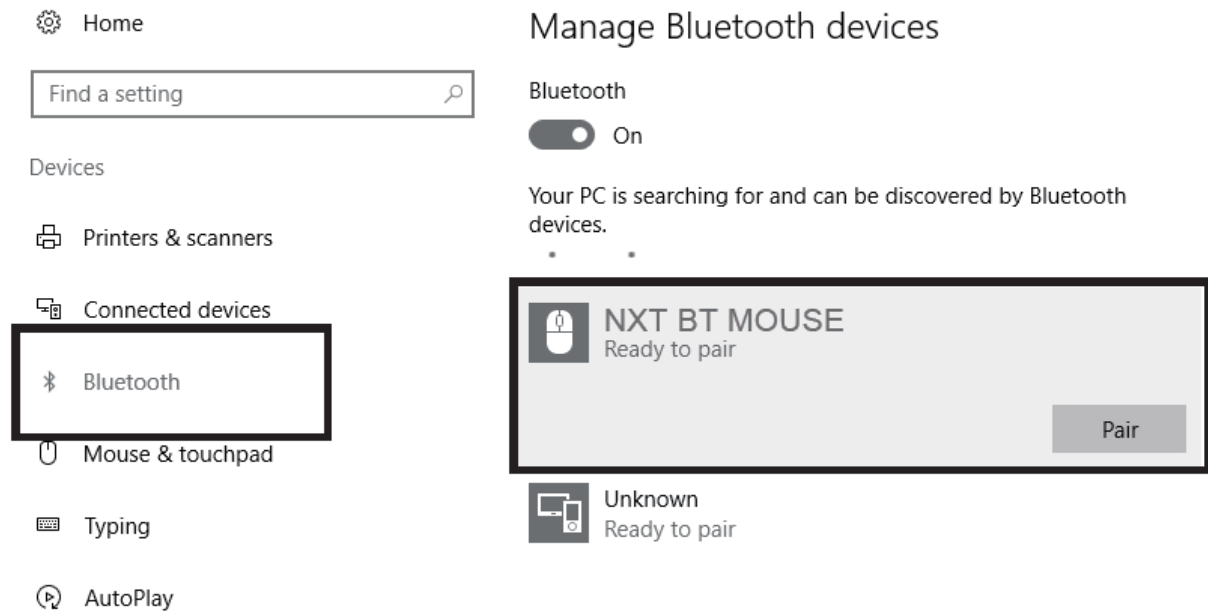 Home
Find a setting
Devices
Printers & scanners
Connected devices
Bluetooth
Mouse & touchpad
Typing
AutoPlay
Manage Bluetooth devices
Bluetooth
On
Your PC is searching for and can be discovered by Bluetooth
devices.
NXT BT MOUSE
Ready to pair
Pair
Unknown
Ready to pair